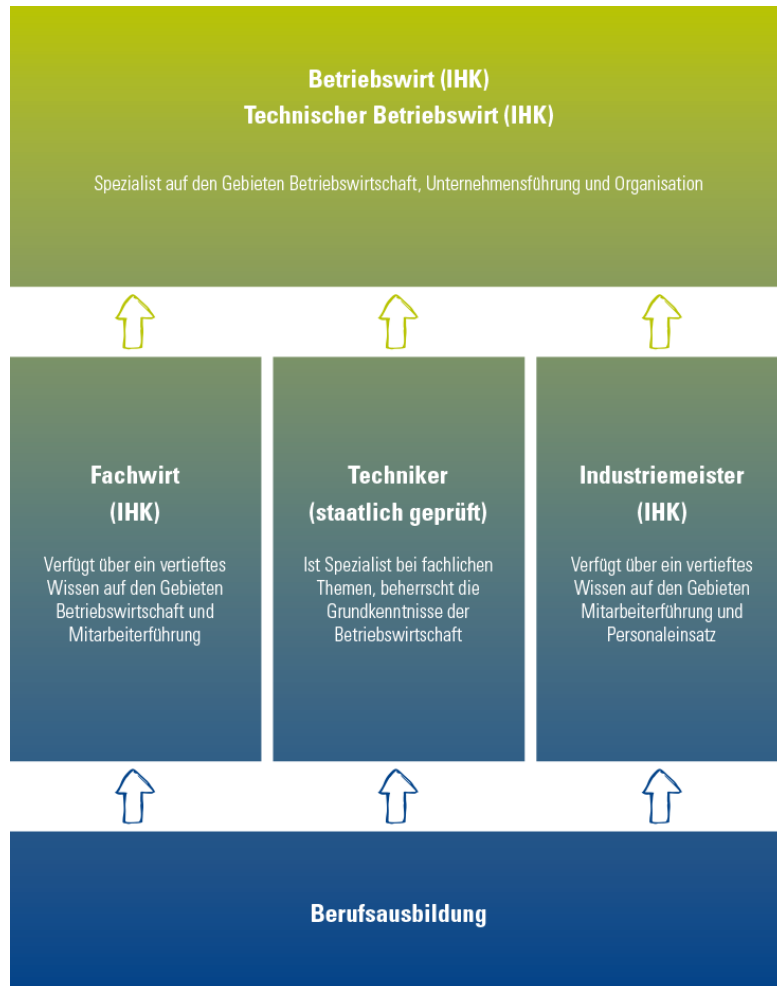 Betriebswirt (IHK)
Technischer Betriebswirt (IHK)
Spezialist auf den Gebieten Betriebswirtschaft, Unternehmensführung und Organisation
Fachwirt
(IHK)
Verfügt über ein vertieftes
Wissen auf den Gebieten
Betriebswirtschaft und
Mitarbeiterführung
Techniker
(staatlich geprüft)
Ist Spezialist bei fachlichen
Themen, beherrscht die
Grundkenntnisse der
Betriebswirtschaft
Industriemeister
(IHK)
Verfügt über ein vertieftes
Wissen auf den Gebieten
Mitarbeiterführung und
Personaleinsatz
Berufsausbildung